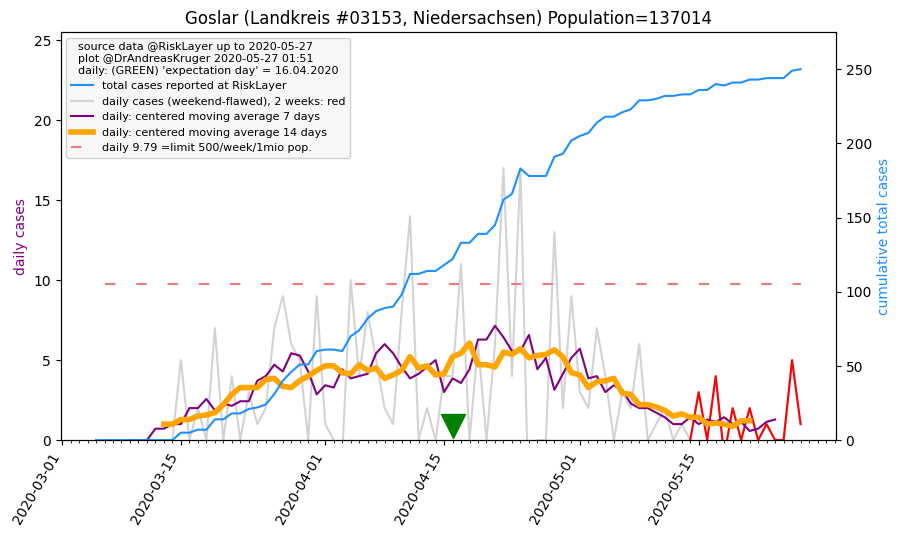 Goslar (Landkreis #03153, Niedersachsen) Population=137014
source data @RiskLayer up to 2020-05-27
plot @DrAndreasKruger 2020-05-27 01:51
daily: (GREEN) 'expectation day' = 16.04.2020
total cases reported at RiskLayer
daily cases (weekend-flawed), 2 weeks: red
daily: centered moving average 7 days
daily: centered moving average 14 days
daily 9.79 =limit 500/week/1mio pop.
daily cases
25
20
15
10
5
0
250
200
150
100
50
0
cumulative total cases
2020-03-01
2020-03-15
2020-04-01
2020-04-15
2020-05-01
2020-05-15